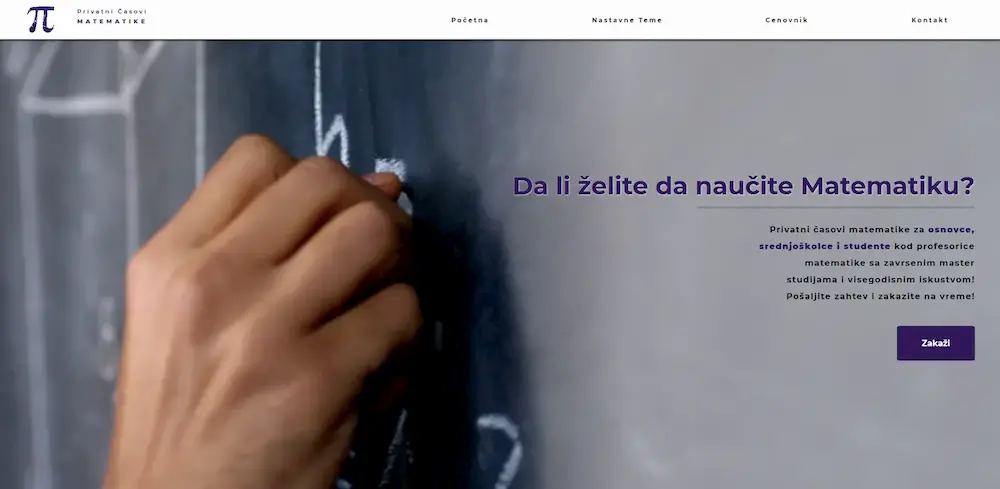 π
Privatni Časovi
MATEMATIKE
Početna Nastavne Teme Cenovnik Kontakt
Da li želite da naučite Matematiku?
Privatni časovi matematike za osnovce,
srednjoškolce i studente kod profesorice
matematike sa zavrsenim master
studijama i visegodisnim iskustvom!
Pošaljite zahtev i zakazite na vreme!
Zakaži